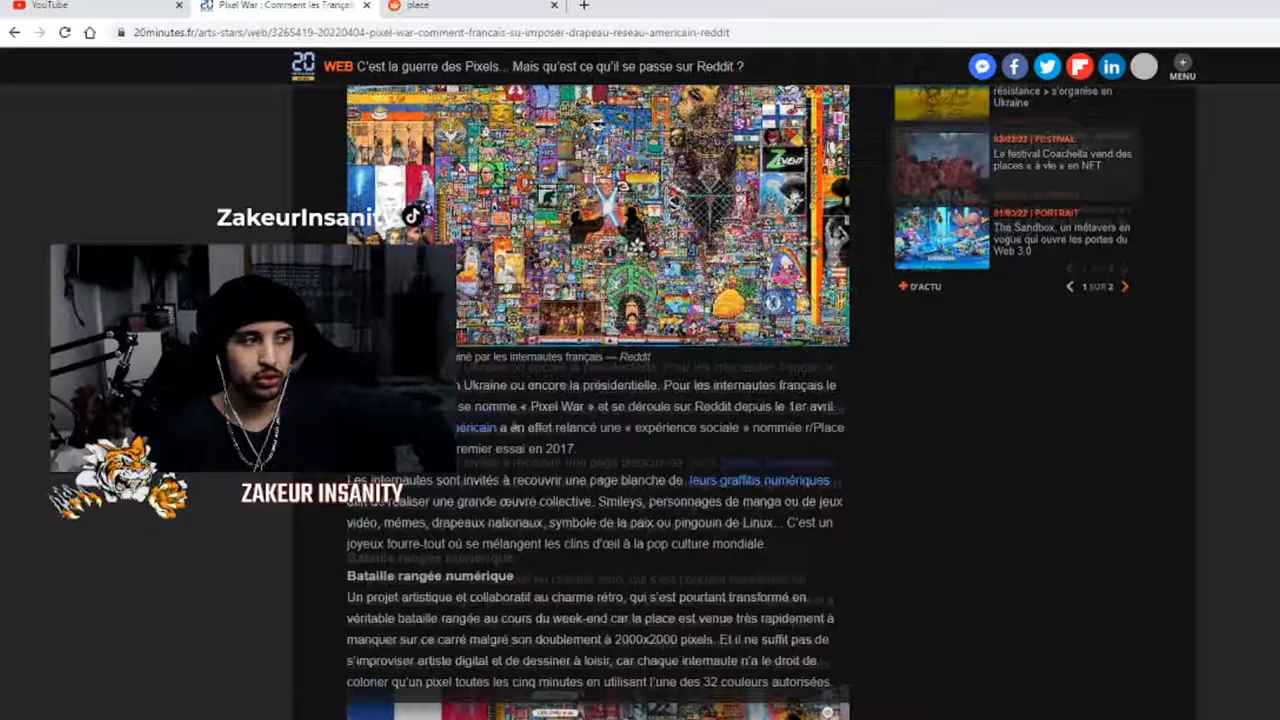 YouTube
Pixel War : Comment les Françai
place
20minutes.fr/arts-stars/web/3265419-20220404-pixel-war-comment-francais-su-imposer-drapeau-reseau-americain-reddit
20
WEB C'est la guerre des Pixels... Mais qu'est ce qu'il se passe sur Reddit ?
MENU
résistance » s'organise en
Ukraine
02/02/22 | FESTIVAL
Le festival Coachella vend des
places « à vie » en NFT
01/03/22 | PORTRAIT
The Sandbox, un métavers en
vogue qui ouvre les portes du
Web 3.0
+ D'ACTU
1 SUR 2
ZEVENT
ZakeurInsanity
ZAKEUR INSANITY
par les internautes français — Reddit
Ukraine ou encore la présidentielle. Pour les internautes français le
se nomme « Pixel War » et se déroule sur Reddit depuis le 1er avril
a en effet relancé une « expérience sociale » nommée r/Place
en 2017.
Les internautes sont invités à recouvrir une page blanche de leurs graffitis numériques
réaliser une grande œuvre collective. Smileys, personnages de manga ou de jeux
vidéo, mèmes, drapeaux nationaux, symbole de la paix ou pingouin de Linux... C'est un
joyeux fourre-tout où se mélangent les clins d'œil à la pop culture mondiale.
Bataille rangée numérique
Un projet artistique et collaboratif au charme rétro, qui s'est pourtant transformé en
véritable bataille rangée au cours du week-end car la place est venue très rapidement à
manquer sur ce carré malgré son doublement à 2000x2000 pixels. Et il ne suffit pas de
s'improviser artiste digital et de dessiner à loisir, car chaque internaute n'a le droit de
colorier qu'un pixel toutes les cinq minutes en utilisant l'une des 32 couleurs autorisées.